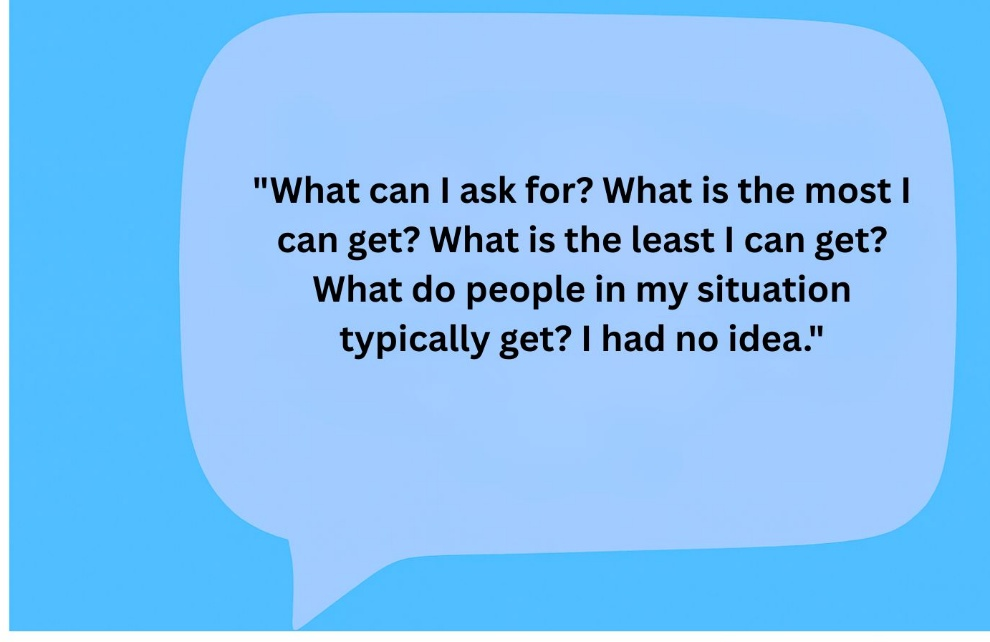 "What can I ask for? What is the most I
can get? What is the least I can get?
What do people in my situation
typically get? I had no idea."